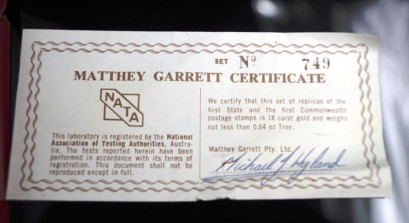 SET Nº 749
MATTHEY GARRETT CERTIFICATE
NATA
This laboratory is registered by the National
Association of Testing Authorities, Austra-
lia. The tests reported herein have been
performed in accordance with its terms of
registration. This document shall not be
reproduced except in full.
We certify that this set of replicas of the
first State and the first Commonwealth
postage stamps is 18 carat gold and weighs
not less than 0.64 oz Troy.
Matthey Garrett Pty. Ltd.
Michael J Hyland